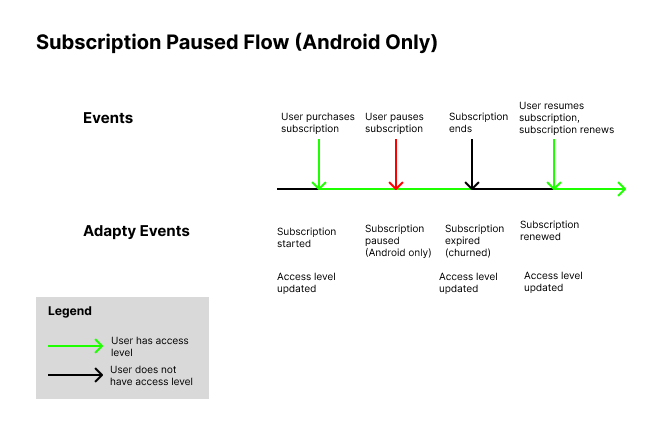 Subscription Paused Flow (Android Only)
Events
User purchases
subscription
User pauses
subscription
Subscription
ends
User resumes
subscription,
subscription renews
Adapty Events
Subscription
started
Subscription
paused
(Android only)
Subscription
expired
(churned)
Subscription
renewed
Access level
updated
Access level
updated
Access level
updated
Legend
User has access
level
User does not
have access level